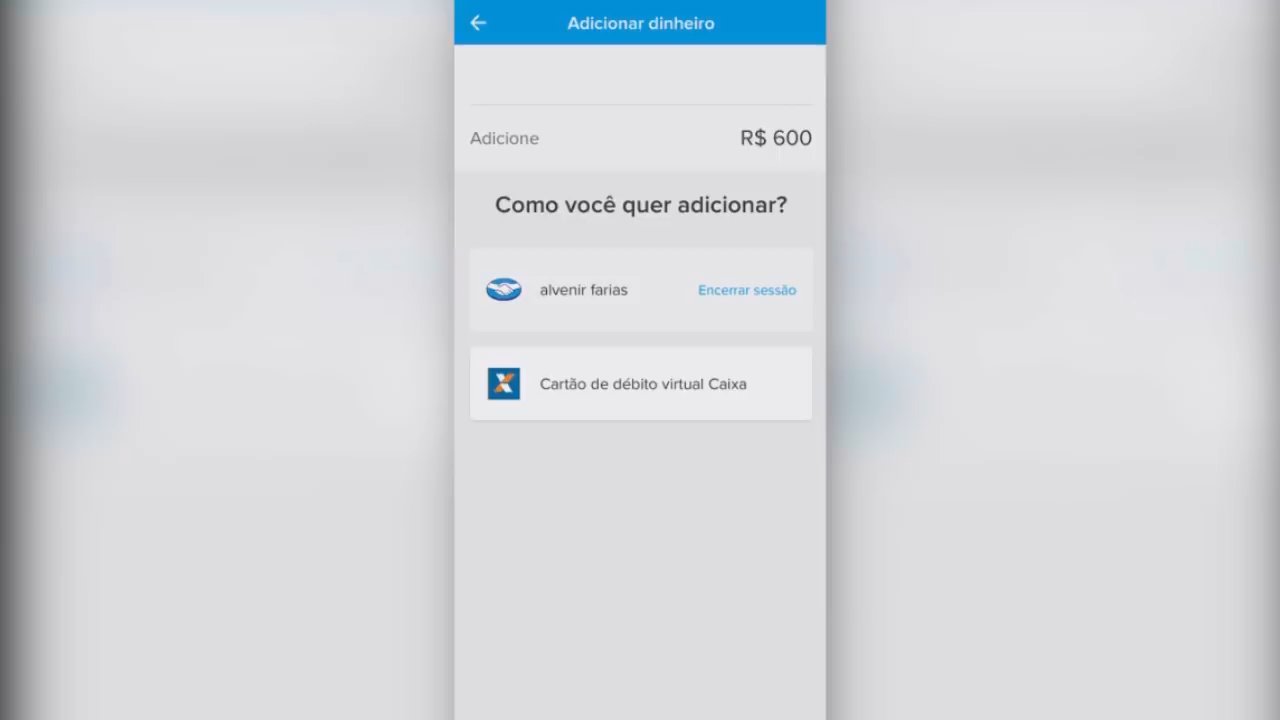 Adicionar dinheiro
Adicione R$ 600
Como você quer adicionar?
alvenir farias Encerrar sessão
Cartão de débito virtual Caixa